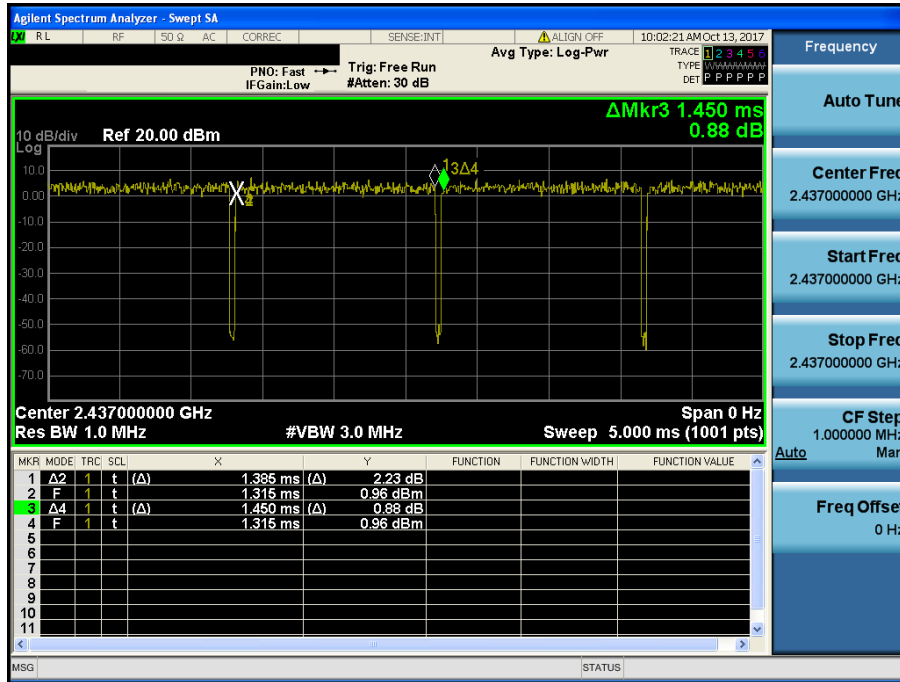 Agilent Spectrum Analyzer - Swept SA
LXI RL RF 50 Ω AC CORREC SENSE:INT ALIGN OFF 10:02:21 AM Oct 13, 2017
Avg Type: Log-Pwr
TRACE 1 2 3 4 5 6
TYPE
DET P P P P P P
PNO: Fast
IFGain:Low
Trig: Free Run
#Atten: 30 dB
ΔMkr3 1.450 ms
0.88 dB
10 dB/div Ref 20.00 dBm
Log
10.0
0.00
-10.0
-20.0
-30.0
-40.0
-50.0
-60.0
-70.0
3Δ4
Center 2.437000000 GHz Span 0 Hz
Res BW 1.0 MHz #VBW 3.0 MHz Sweep 5.000 ms (1001 pts)
MKR MODE TRC SCL X Y FUNCTION FUNCTION WIDTH FUNCTION VALUE
1 Δ2 1 t (Δ) 1.385 ms (Δ) 2.23 dB
2 F 1 t 1.315 ms 0.96 dBm
3 Δ4 1 t (Δ) 1.450 ms (Δ) 0.88 dB
4 F 1 t 1.315 ms 0.96 dBm
5
6
7
8
9
10
11
MSG STATUS
Frequency
Auto Tune
Center Freq
2.437000000 GHz
Start Freq
2.437000000 GHz
Stop Freq
2.437000000 GHz
CF Step
1.000000 MHz
Auto Man
Freq Offset
0 Hz